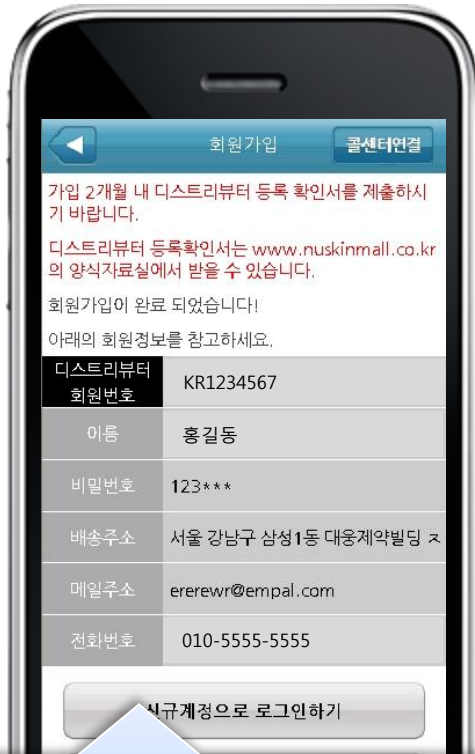 회원가입
콜센터연결
가입 2개월 내 디스트리뷰터 등록 확인서를 제출하시
기 바랍니다.
디스트리뷰터 등록확인서는 www.nuskinmall.co.kr
의 양식자료실에서 받을 수 있습니다.
회원가입이 완료 되었습니다!
아래의 회원정보를 참고하세요.
디스트리뷰터
회원번호
KR1234567
이름
홍길동
비밀번호
123***
배송주소
서울 강남구 삼성1동 대웅제약빌딩
메일주소
ererewr@empal.com
전화번호
010-5555-5555
신규계정으로 로그인하기